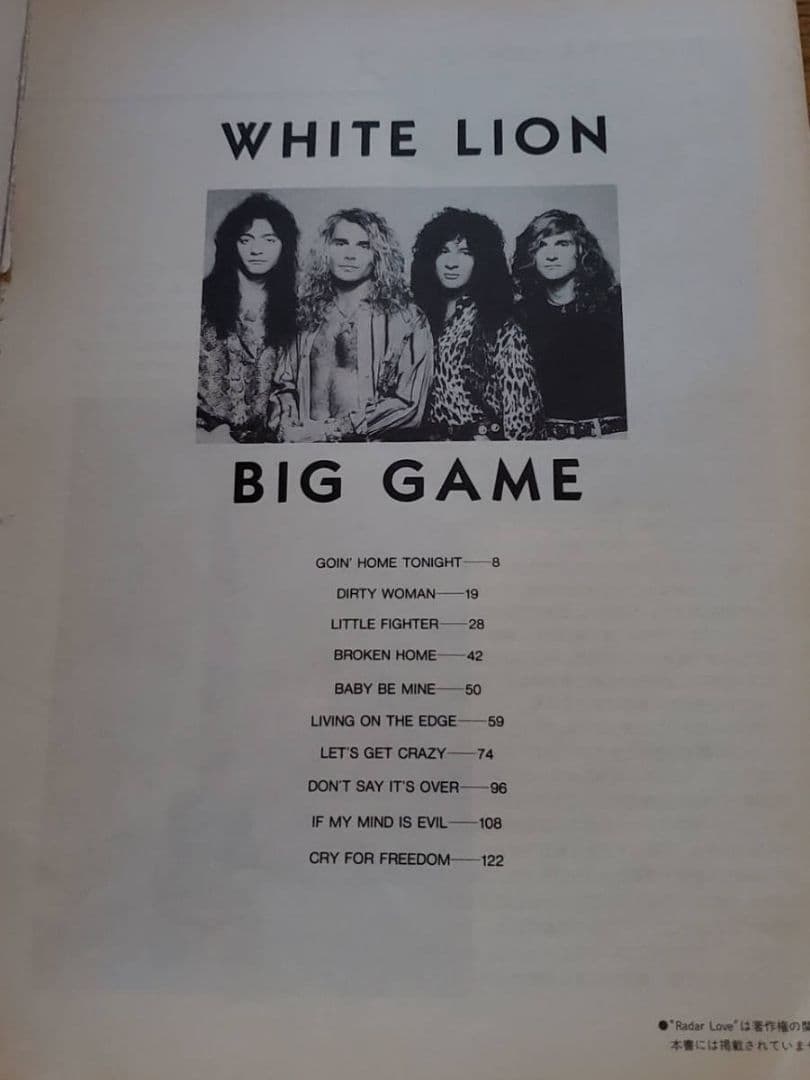 WHITE LION
BIG GAME
GOIN' HOME TONIGHT——8
DIRTY WOMAN——19
LITTLE FIGHTER——28
BROKEN HOME——42
BABY BE MINE——50
LIVING ON THE EDGE——59
LET'S GET CRAZY——74
DON'T SAY IT'S OVER——96
IF MY MIND IS EVIL——108
CRY FOR FREEDOM——122
●"Radar Love"は著作権の関
本書には掲載されていま